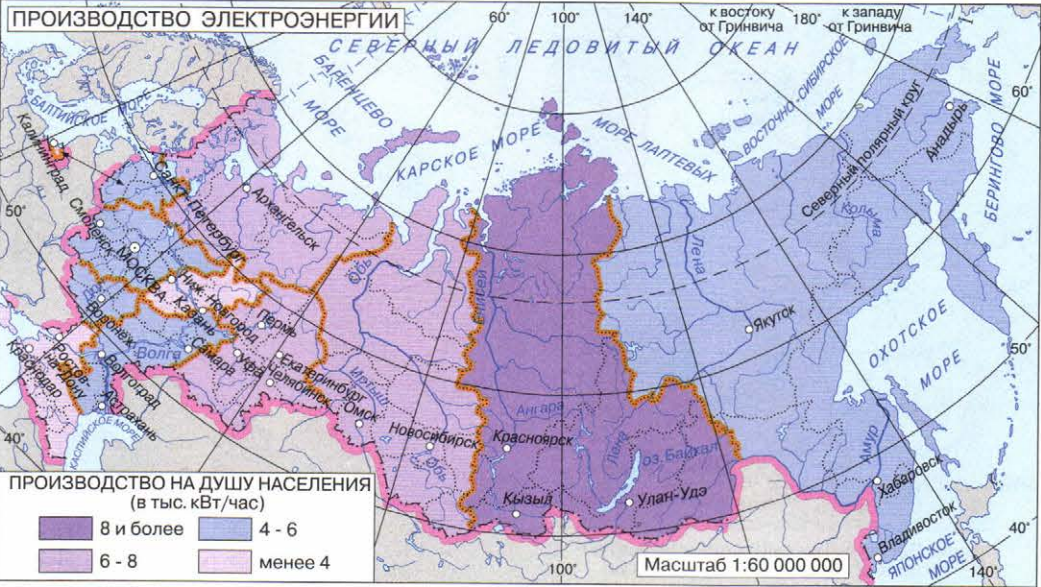 ПРОИЗВОДСТВО ЭЛЕКТРОЭНЕРГИИ
60°
100°
140°
к востоку
от Гринвича
180°
к западу
от Гринвича
СЕВЕРНЫЙ ЛЕДОВИТЫЙ ОКЕАН
БАРЕНЦЕВО
МОРЕ
КАРСКОЕ МОРЕ
МОРЕ ЛАПТЕВЫХ
ВОСТОЧНО-СИБИРСКОЕ
МОРЕ
БЕРИНГОВО МОРЕ
60°
БАЛТИЙСКОЕ МОРЕ
Калининград
50°
Санкт-Петербург
Архангельск
Смоленск
МОСКВА
Ниж. Новгород
Казань
Пермь
Воронеж
Волга
Самара
Уфа
Екатеринбург
Челябинск
Ростов-
на-Дону
Краснодар
Волгоград
Астрахань
КАСПИЙСКОЕ МОРЕ
40°
Обь
Иртыш
Омск
Новосибирск
Обь
Енисей
Ангара
Красноярск
Кызыл
Лена
оз. Байкал
Улан-Удэ
Лена
Якутск
Северный полярный круг
Колыма
Анадырь
ОХОТСКОЕ
МОРЕ
50°
Амур
Хабаровск
Владивосток
ЯПОНСКОЕ
МОРЕ
40°
140°
100°
Масштаб 1:60 000 000
ПРОИЗВОДСТВО НА ДУШУ НАСЕЛЕНИЯ
(в тыс. кВт/час)
8 и более
4 - 6
6 - 8
менее 4